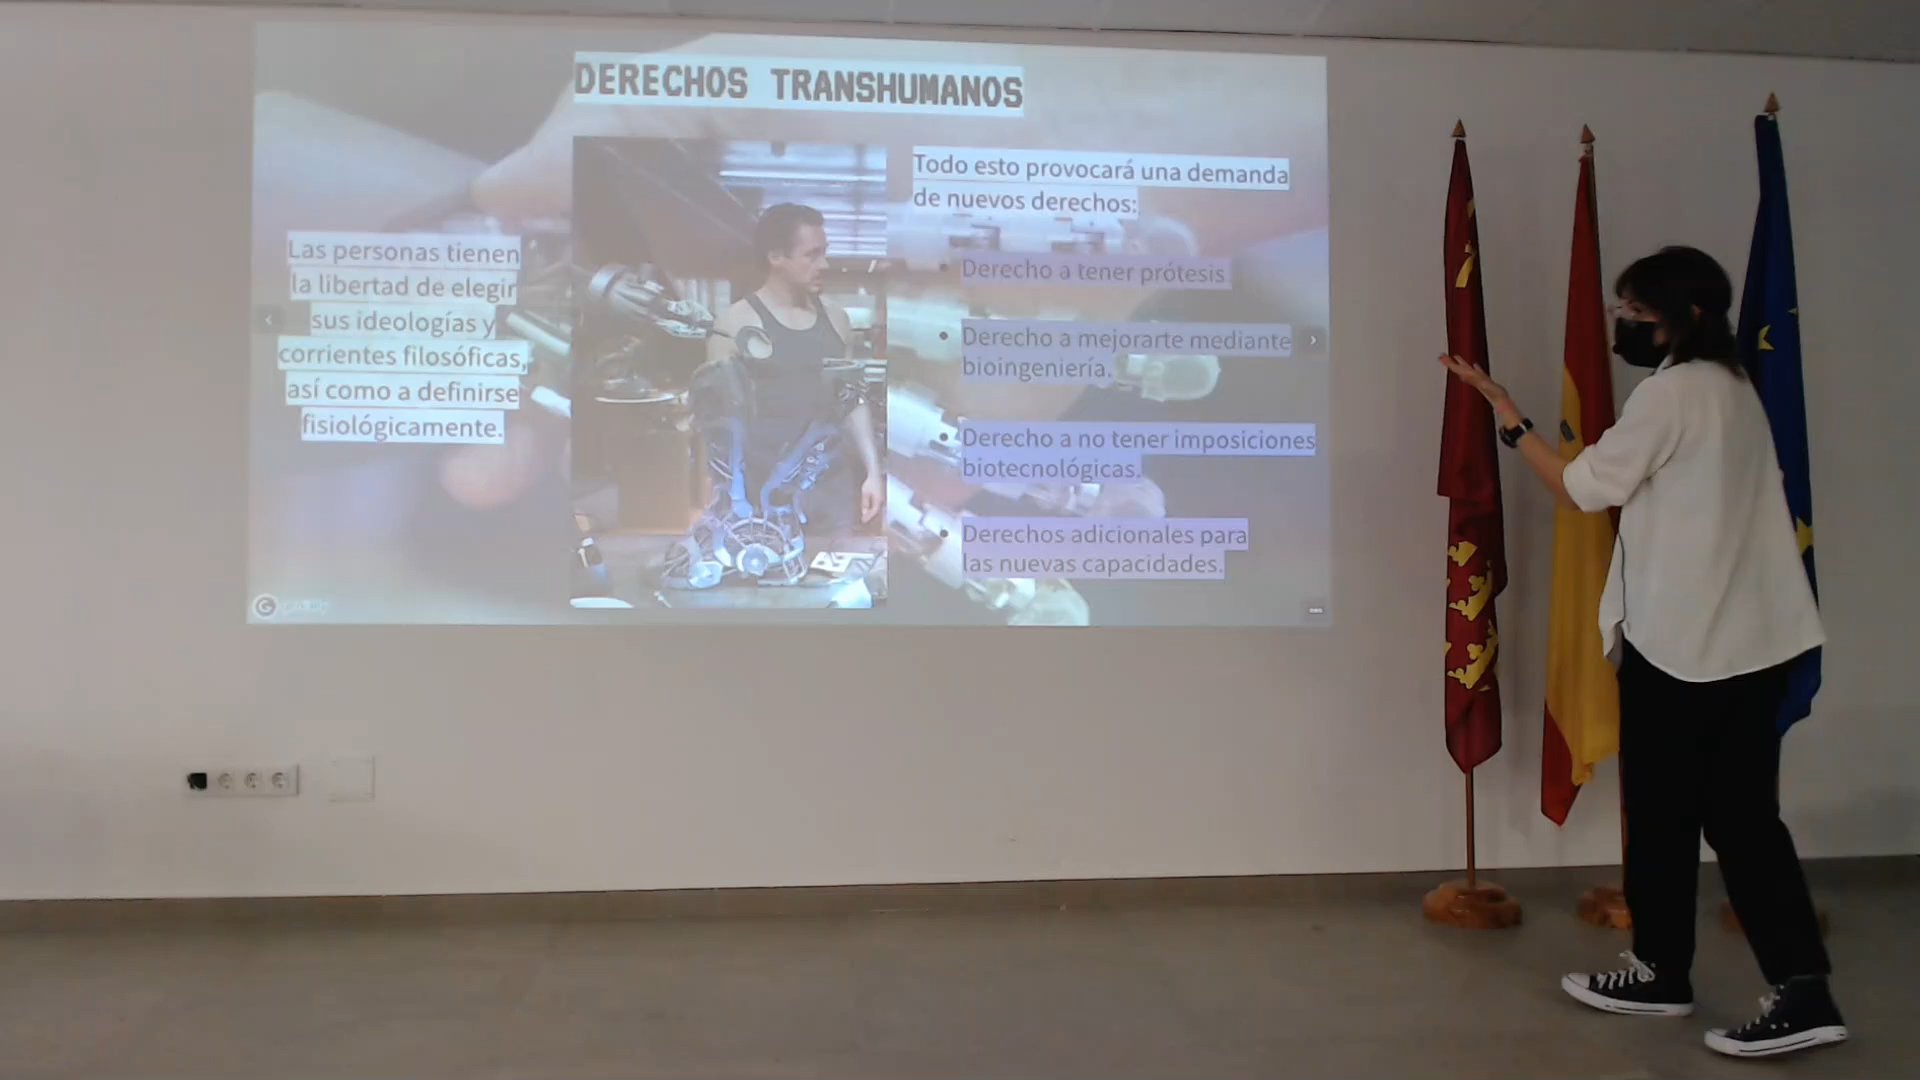 DERECHOS TRANSHUMANOS
Las personas tienen
la libertad de elegir
sus ideologías y
corrientes filosóficas,
así como a definirse
fisiológicamente.
Todo esto provocará una demanda
de nuevos derechos:
• Derecho a tener prótesis
• Derecho a mejorarte mediante
bioingeniería.
• Derecho a no tener imposiciones
biotecnológicas.
• Derechos adicionales para
las nuevas capacidades.